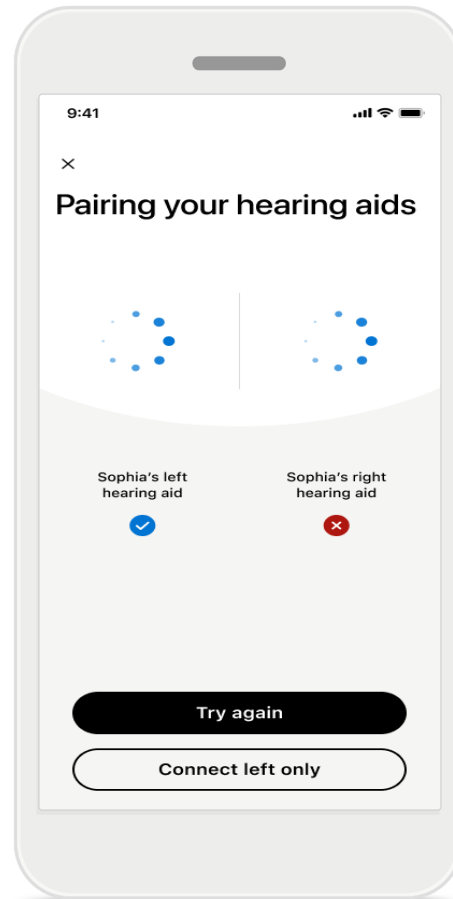 9:41
Pairing your hearing aids
Sophia's left
hearing aid
Sophia's right
hearing aid
Try again
Connect left only